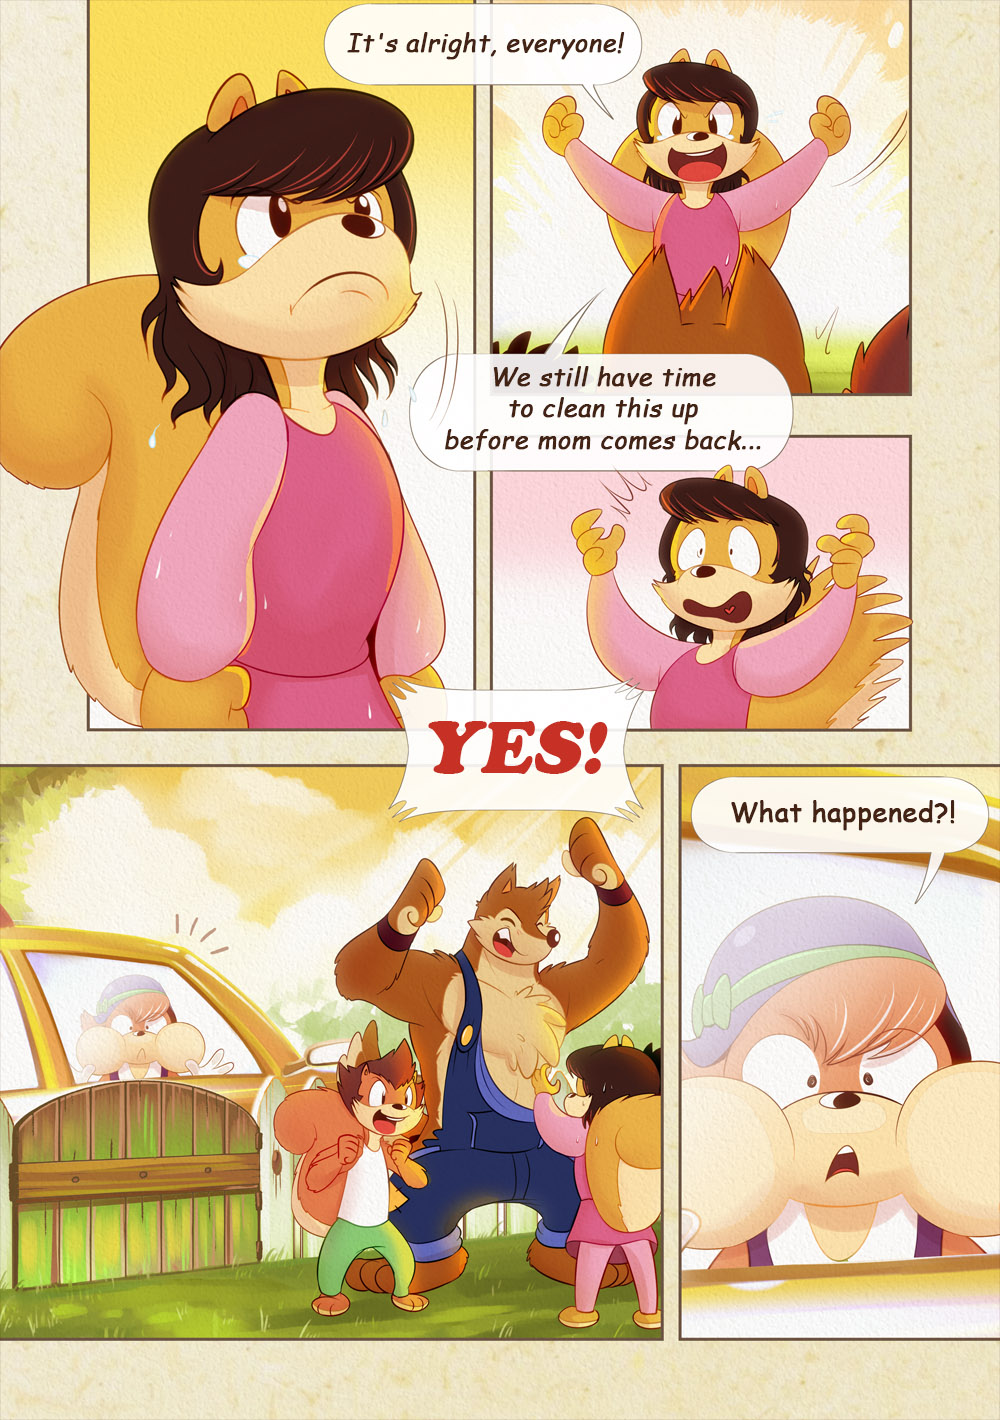 It's alright, everyone!
We still have time
to clean this up
before mom comes back...
YES!
What happened?!